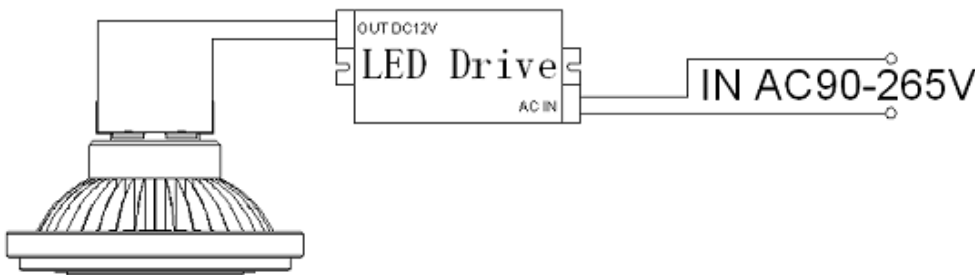 OUT DC12V
LED Drive
AC IN
IN AC90-265V